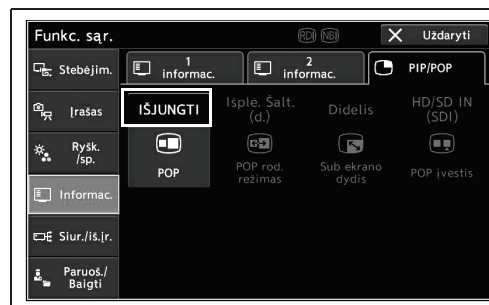 Funkc. sąr.
RDI NBI
X Uždaryti
Stebėjim.
1
informac.
2
informac.
PIP/POP
Įrašas
IŠJUNGTI
Išplė. Šalt.
(d.)
Didelis
HD/SD IN
(SDI)
Ryšk.
/sp.
POP
POP rod.
režimas
Sub ekrano
dydis
POP įvestis
Informac.
Siur./iš.įr.
Paruoš./
Baigti